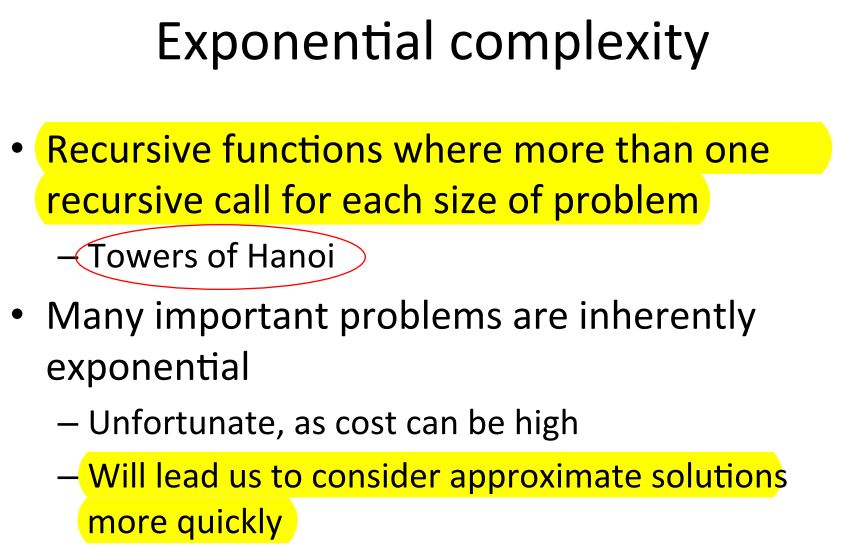 Exponential complexity
• Recursive functions where more than one
recursive call for each size of problem
– Towers of Hanoi
• Many important problems are inherently
exponential
– Unfortunate, as cost can be high
– Will lead us to consider approximate solutions
more quickly